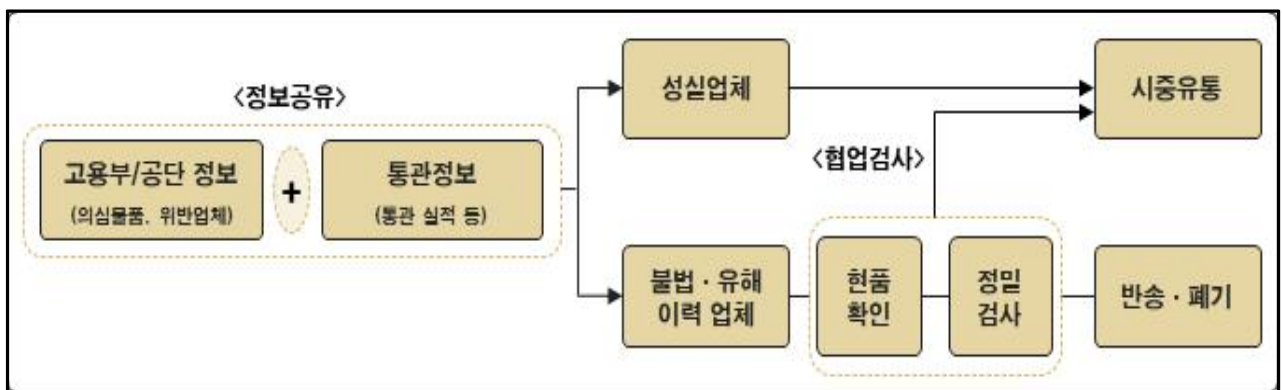 〈정보공유〉
고용부/공단 정보
(의심물품, 위반업체)
+
통관정보
(통관 실적 등)
성실업체
시중유통
〈협업검사〉
불법 · 유해
이력 업체
현품
확인
정밀
검사
반송 · 폐기